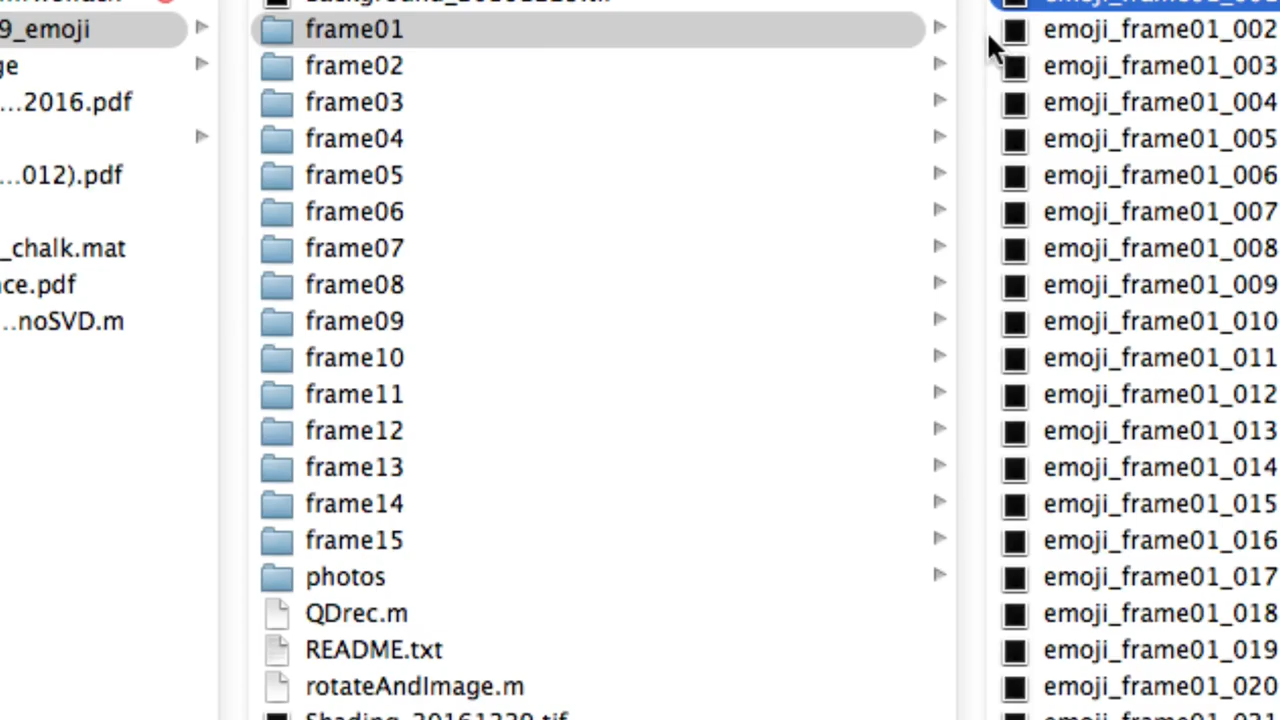 9_emoji
ge
...2016.pdf
...012).pdf
_chalk.mat
ce.pdf
...noSVD.m
frame01
frame02
frame03
frame04
frame05
frame06
frame07
frame08
frame09
frame10
frame11
frame12
frame13
frame14
frame15
photos
QDrec.m
README.txt
rotateAndImage.m
Shading_20161229.tif
emoji_frame01_002
emoji_frame01_003
emoji_frame01_004
emoji_frame01_005
emoji_frame01_006
emoji_frame01_007
emoji_frame01_008
emoji_frame01_009
emoji_frame01_010
emoji_frame01_011
emoji_frame01_012
emoji_frame01_013
emoji_frame01_014
emoji_frame01_015
emoji_frame01_016
emoji_frame01_017
emoji_frame01_018
emoji_frame01_019
emoji_frame01_020